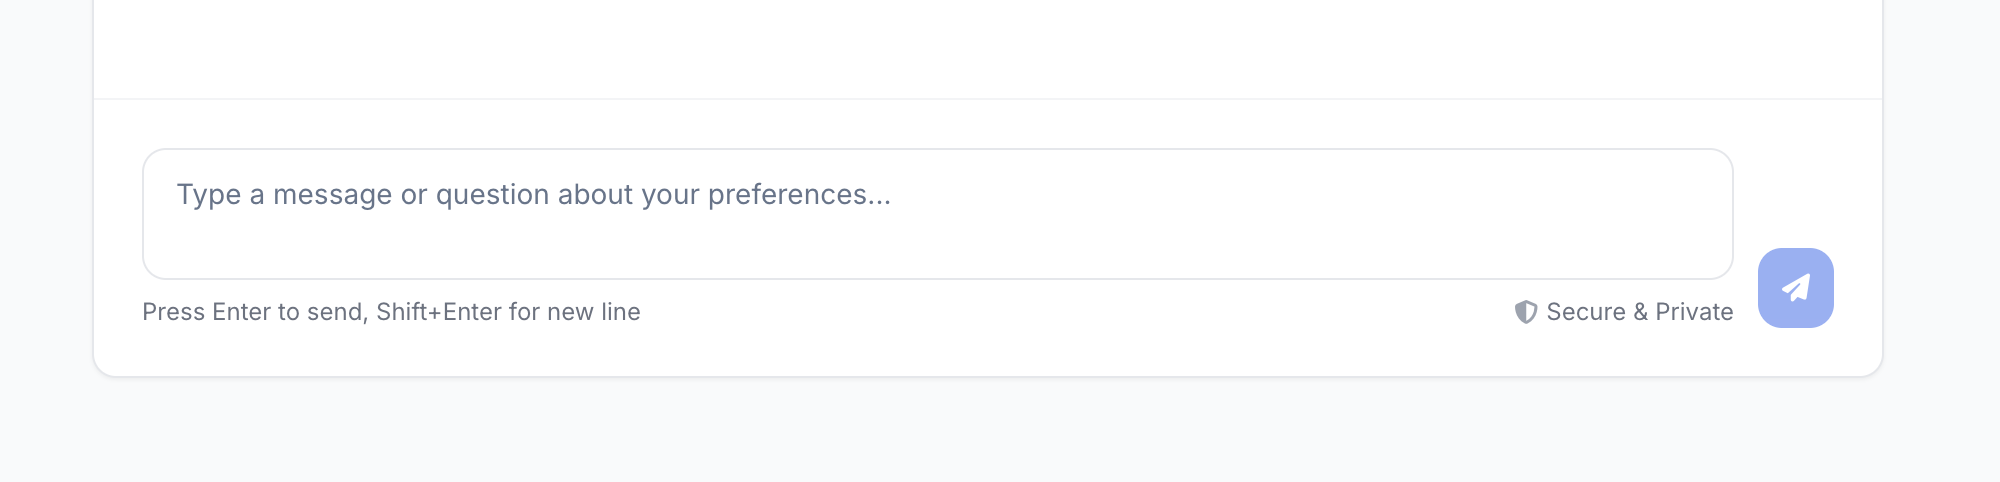 Type a message or question about your preferences...
Press Enter to send, Shift+Enter for new line
Secure & Private